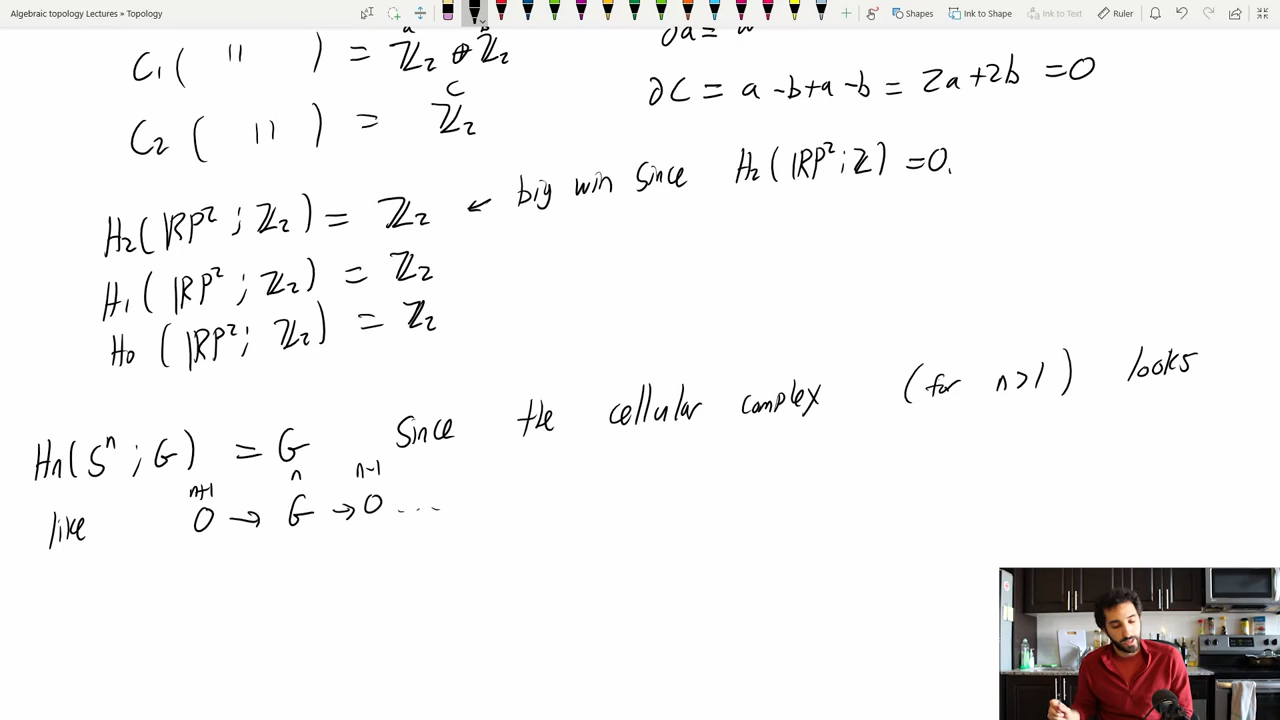 Algebraic topology Lectures » Topology
Shapes
Ink to Shape
Ink to Text
Ruler
a b
C₁( " ) = ℤ₂ ⊕ ℤ₂
∂a =
c
C₂ ( " ) = ℤ₂
∂C = a -b+a -b = 2a+2b =0
H₂(ℝP² ; ℤ₂) = ℤ₂ ← big win since H₂(ℝP² ; ℤ) =0.
H₁ (ℝP² ; ℤ₂) = ℤ₂
H₀ (ℝP² ; ℤ₂) = ℤ₂
Hₙ(Sⁿ ; G) = G Since the cellular complex (for n>1) looks
n+1 n n-1
like 0 → G → 0 ...